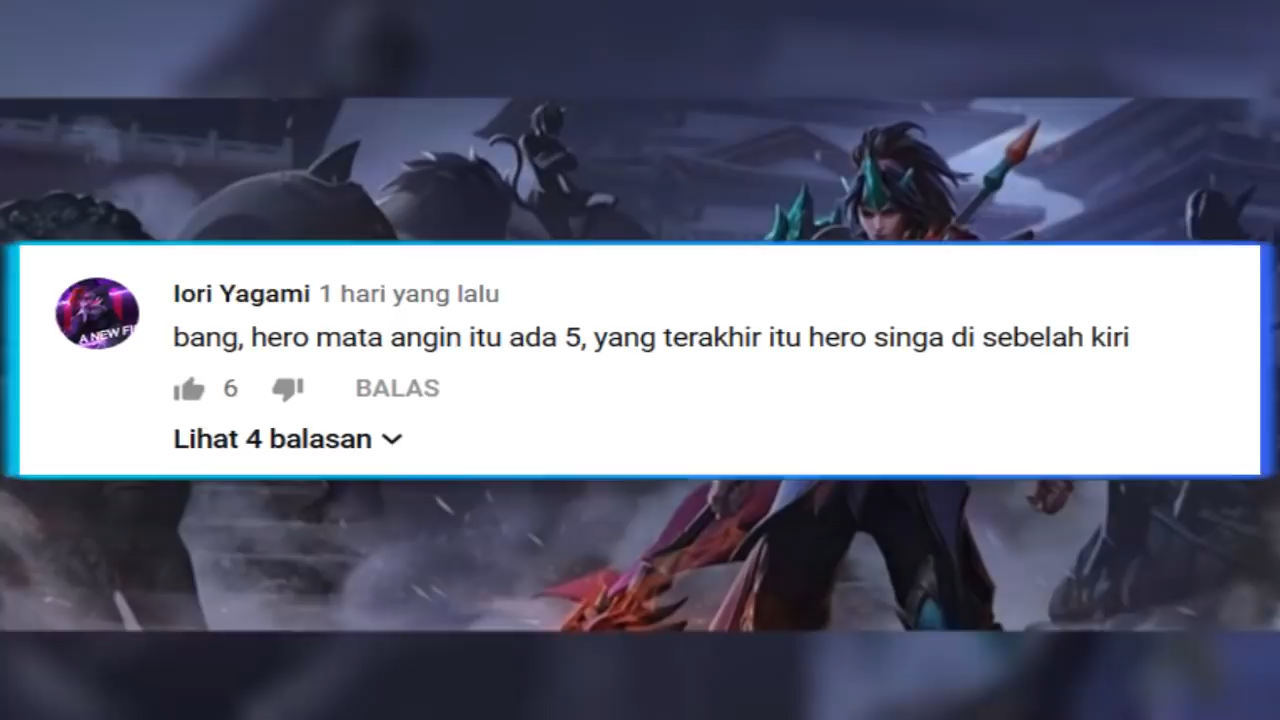 Iori Yagami 1 hari yang lalu
bang, hero mata angin itu ada 5, yang terakhir itu hero singa di sebelah kiri
6 BALAS
Lihat 4 balasan
A NEW